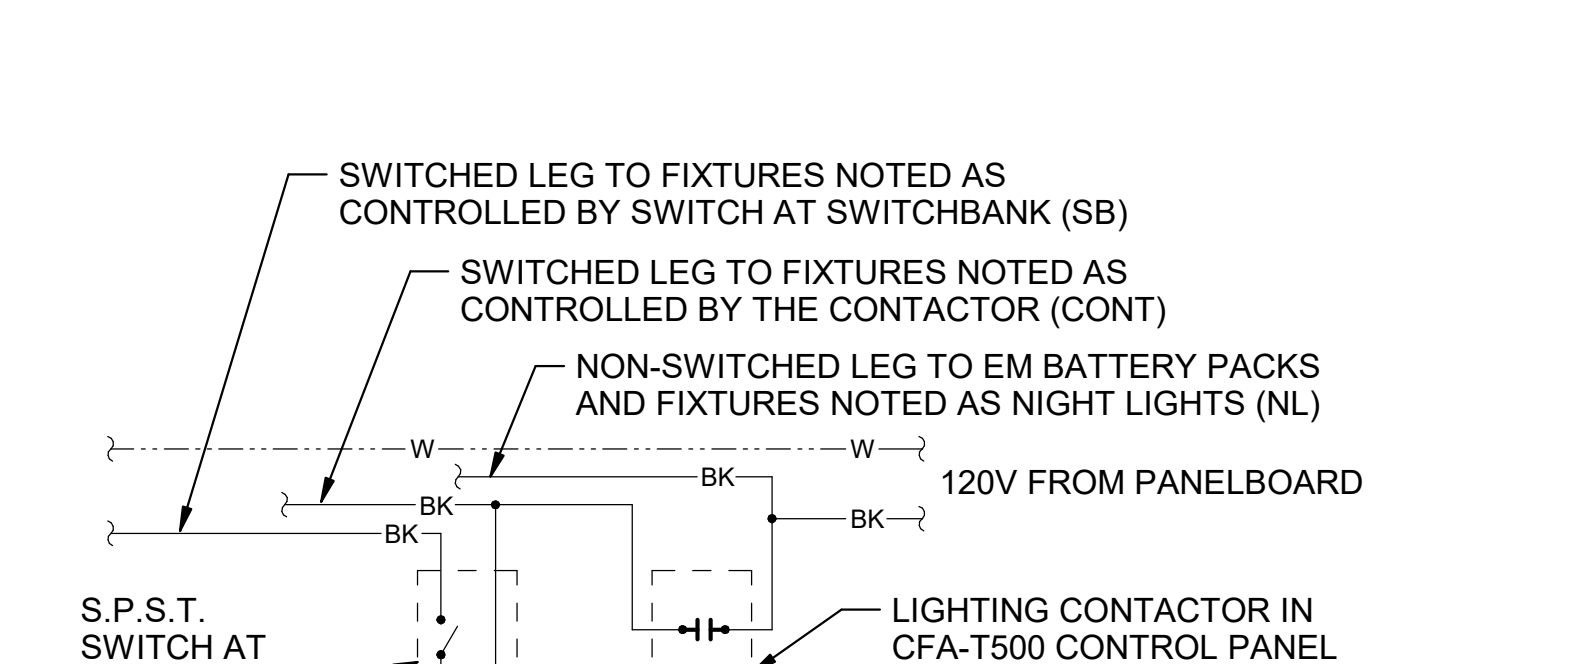 SWITCHED LEG TO FIXTURES NOTED AS
CONTROLLED BY SWITCH AT SWITCHBANK (SB)
SWITCHED LEG TO FIXTURES NOTED AS
CONTROLLED BY THE CONTACTOR (CONT)
NON-SWITCHED LEG TO EM BATTERY PACKS
AND FIXTURES NOTED AS NIGHT LIGHTS (NL)
W
W
BK
120V FROM PANELBOARD
BK
BK
BK
S.P.S.T.
SWITCH AT
LIGHTING CONTACTOR IN
CFA-T500 CONTROL PANEL